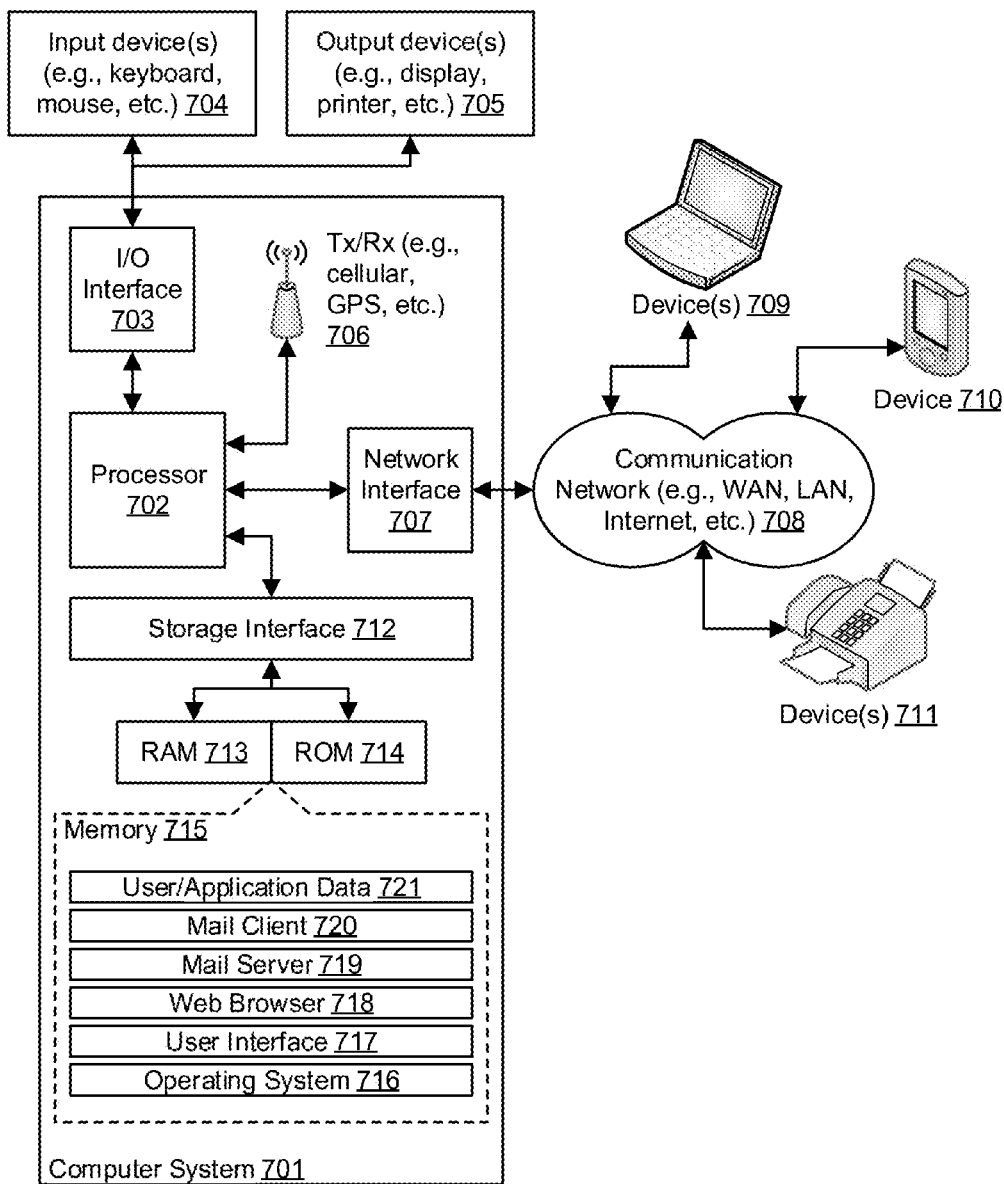 Input device(s)
(e.g., keyboard,
mouse, etc.) 704
Output device(s)
(e.g., display,
printer, etc.) 705
I/O
Interface
703
Tx/Rx (e.g.,
cellular,
GPS, etc.)
706
Device(s) 709
Device 710
Processor
702
Network
Interface
707
Communication
Network (e.g., WAN, LAN,
Internet, etc.) 708
Storage Interface 712
Device(s) 711
RAM 713
ROM 714
Memory 715
User/Application Data 721
Mail Client 720
Mail Server 719
Web Browser 718
User Interface 717
Operating System 716
Computer System 701